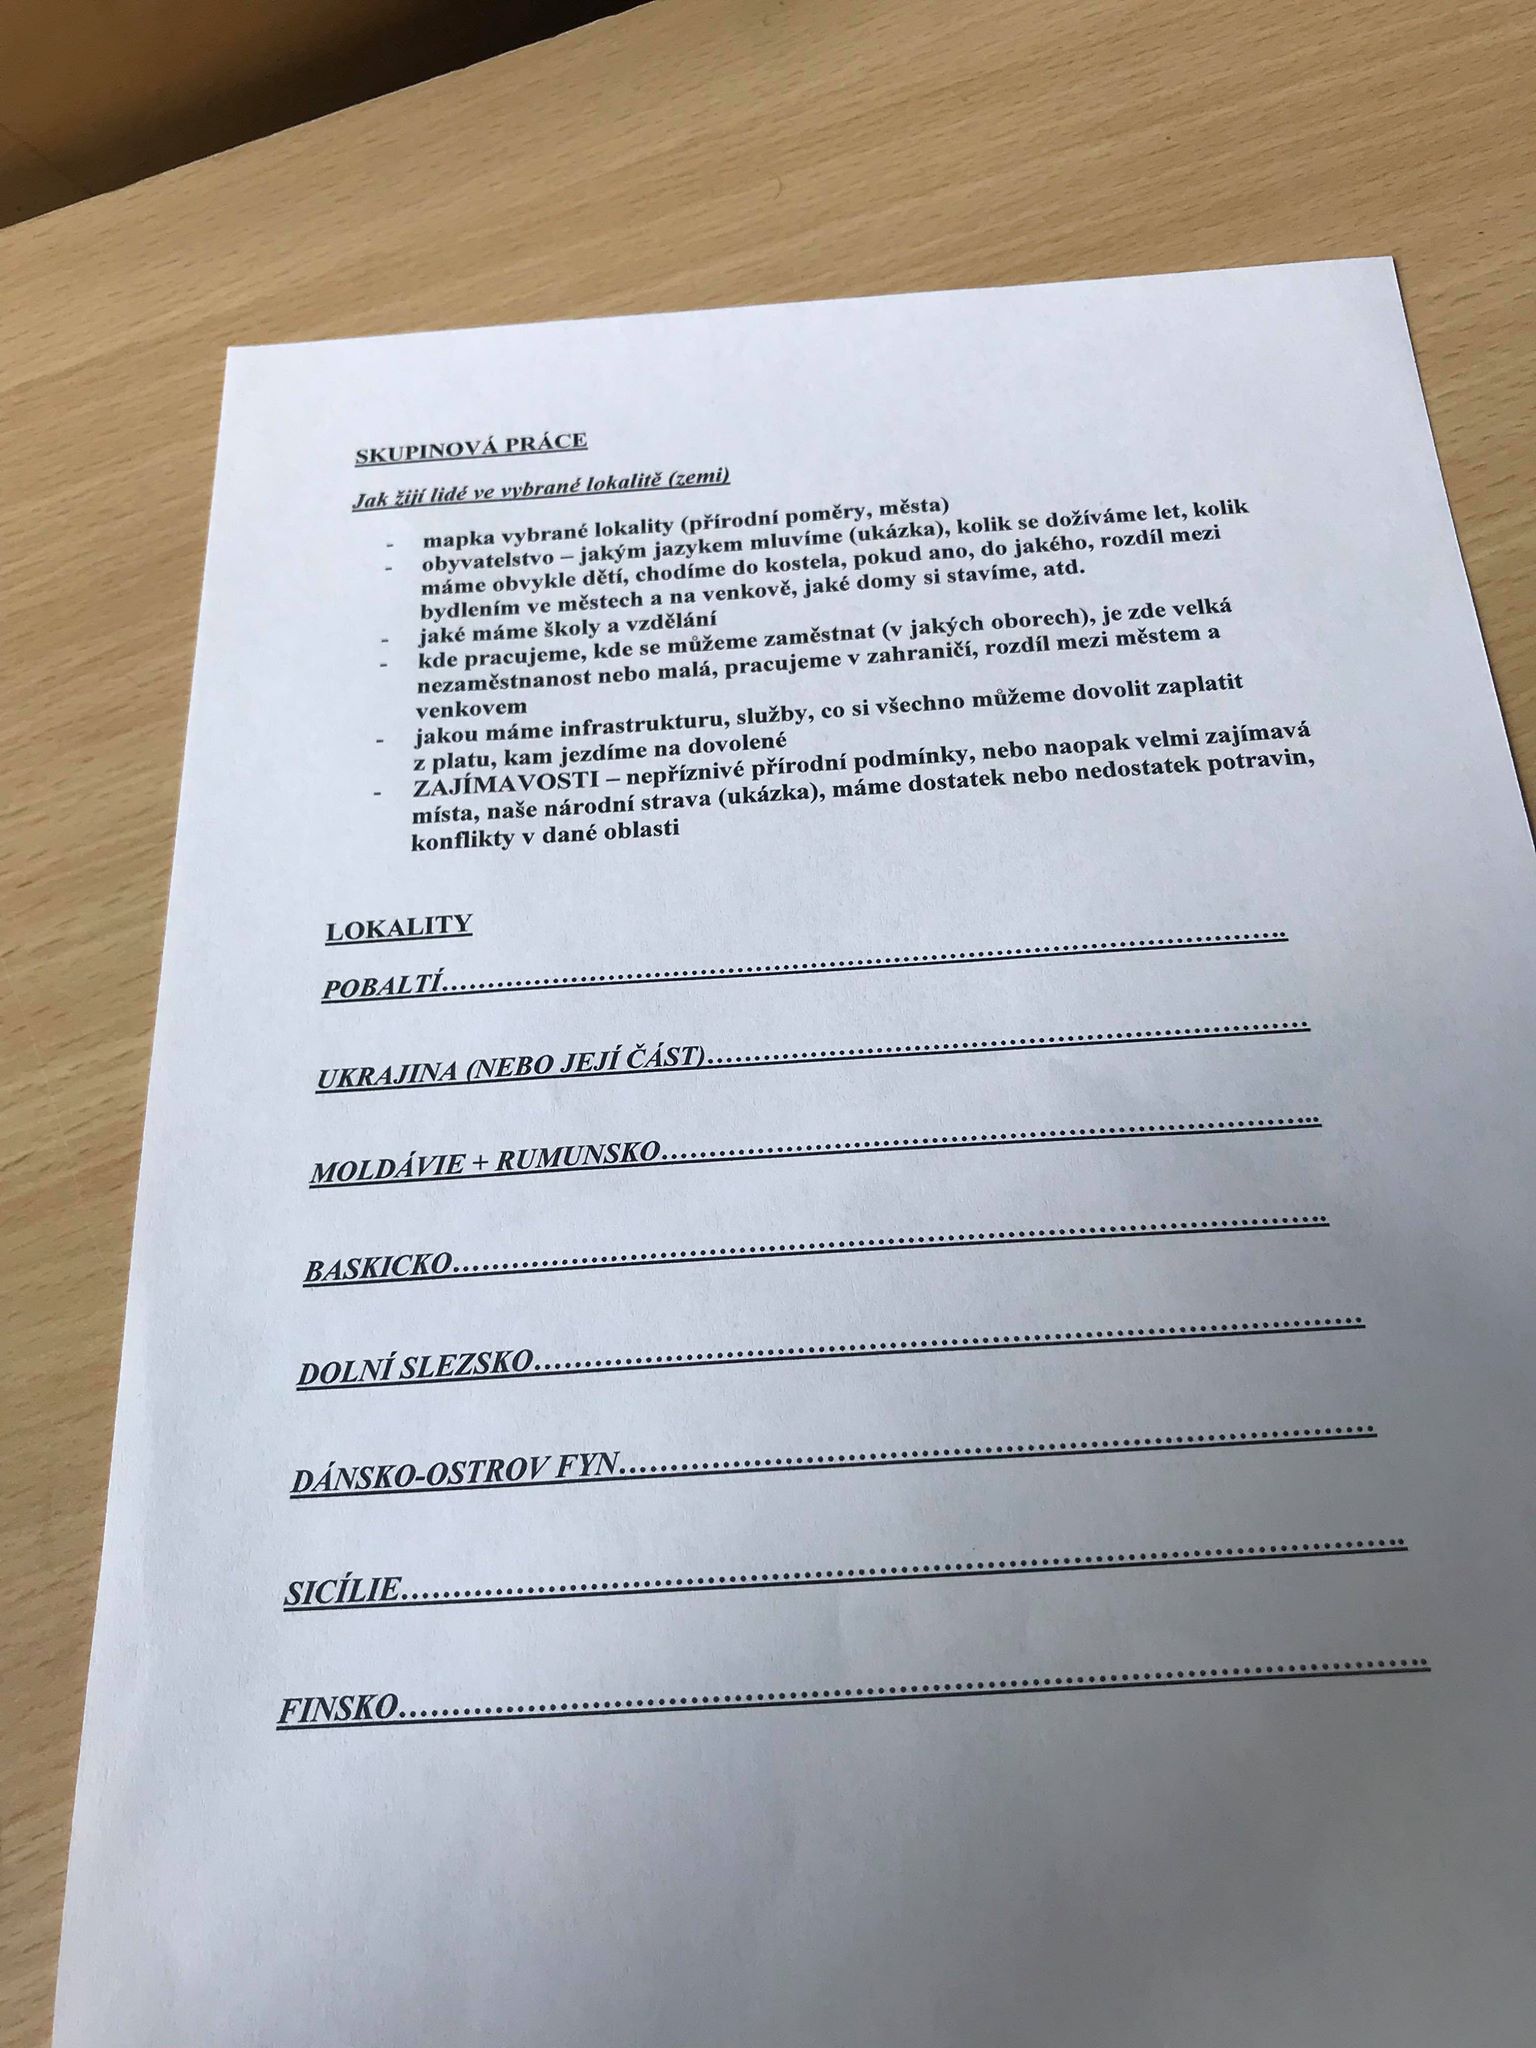 SKUPINOVÁ PRÁCE
Jak žijí lidé ve vybrané lokalitě (zemi)
- mapka vybrané lokality (přírodní poměry, města)
- obyvatelstvo – jakým jazykem mluvíme (ukázka), kolik se dožíváme let, kolik
máme obvykle dětí, chodíme do kostela, pokud ano, do jakého, rozdíl mezi
bydlením ve městech a na venkově, jaké domy si stavíme, atd.
- jaké máme školy a vzdělání
- kde pracujeme, kde se můžeme zaměstnat (v jakých oborech), je zde velká
nezaměstnanost nebo malá, pracujeme v zahraničí, rozdíl mezi městem a
venkovem
- jakou máme infrastrukturu, služby, co si všechno můžeme dovolit zaplatit
z platu, kam jezdíme na dovolené
- ZAJÍMAVOSTI – nepříznivé přírodní podmínky, nebo naopak velmi zajímavá
místa, naše národní strava (ukázka), máme dostatek nebo nedostatek potravin,
konflikty v dané oblasti
LOKALITY
POBALTÍ……………………………………………………………………………
UKRAJINA (NEBO JEJÍ ČÁST)……………………………………………………
MOLDÁVIE + RUMUNSKO…………………………………………………………
BASKICKO…………………………………………………………………………
DOLNÍ SLEZSKO……………………………………………………………………
DÁNSKO-OSTROV FYN……………………………………………………………
SICÍLIE………………………………………………………………………………
FINSKO………………………………………………………………………………